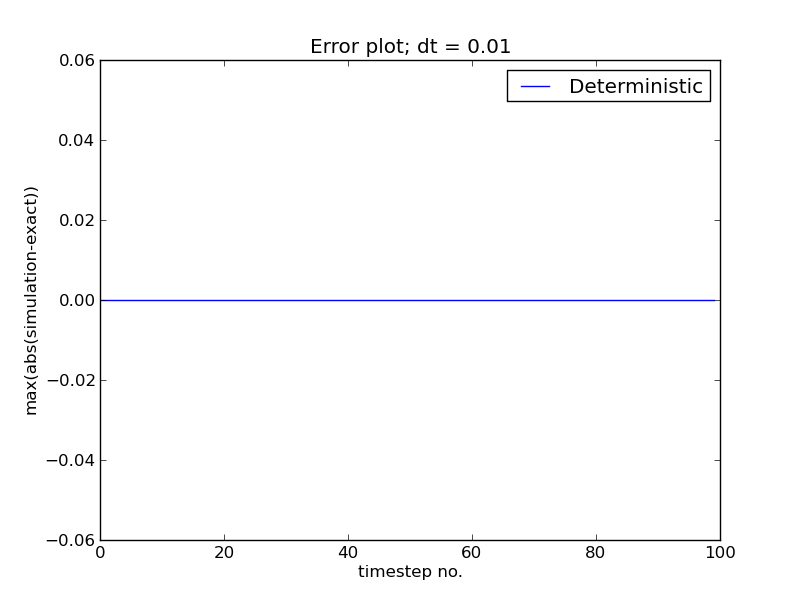 Error plot; dt = 0.01
Deterministic
max(abs(simulation-exact))
0.06
0.04
0.02
0.00
−0.02
−0.04
−0.06
0 20 40 60 80 100
timestep no.